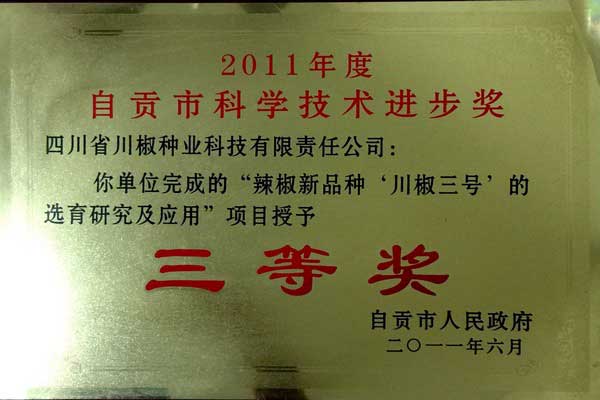 2011年度
自贡市科学技术进步奖
四川省川椒种业科技有限责任公司：
你单位完成的“辣椒新品种‘川椒三号’的
选育研究及应用”项目授予
三等奖
自贡市人民政府
二〇一一年六月